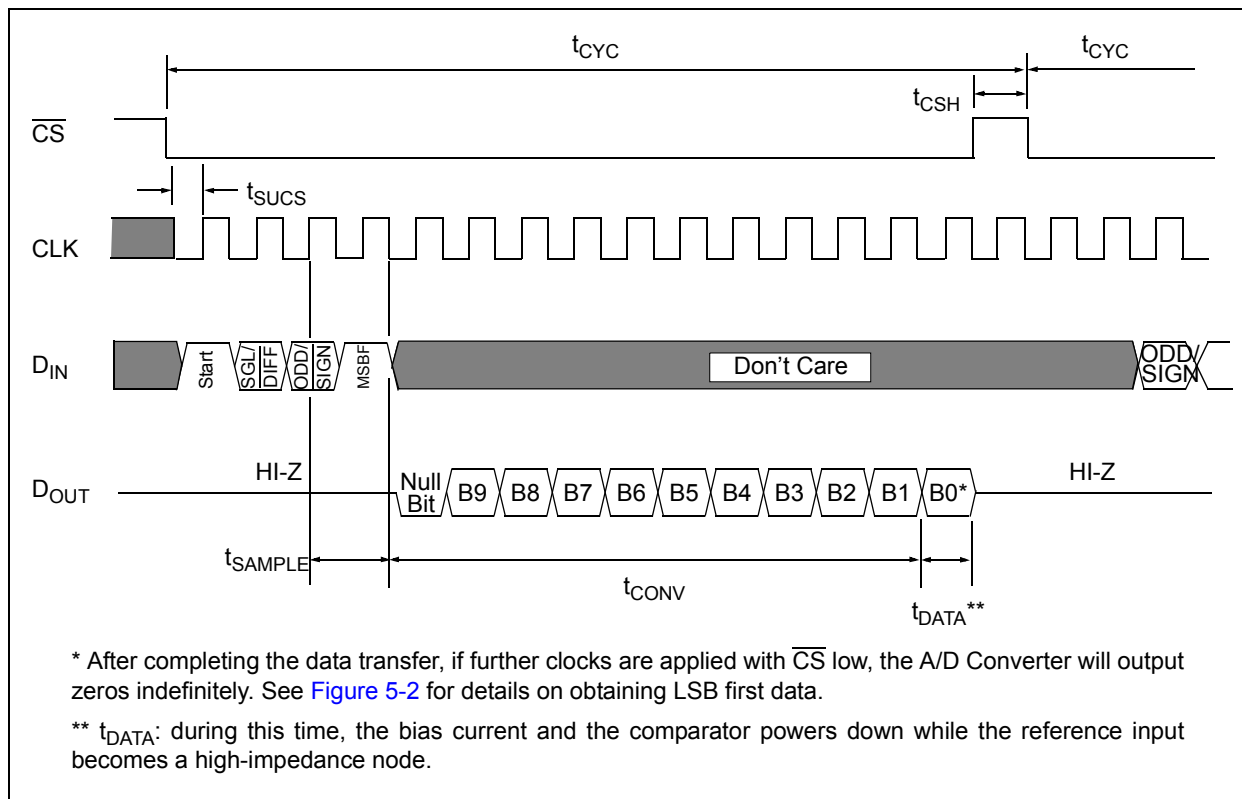 tCYC tCYC
tCSH
CS
tSUCS
CLK
DIN
Start
SGL/
DIFF
ODD/
SIGN
MSBF
Don't Care
ODD/
SIGN
DOUT
HI-Z
Null
Bit
B9 B8 B7 B6 B5 B4 B3 B2 B1 B0*
HI-Z
tSAMPLE
tCONV
tDATA**
* After completing the data transfer, if further clocks are applied with CS low, the A/D Converter will output
zeros indefinitely. See Figure 5-2 for details on obtaining LSB first data.
** tDATA: during this time, the bias current and the comparator powers down while the reference input
becomes a high-impedance node.